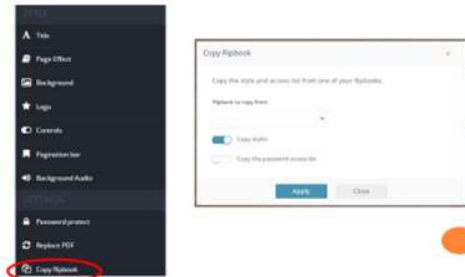 STYLE
Title
Page Effect
Background
Logo
Controls
Pagination bar
Background Audio
SETTINGS
Password protect
Replace PDF
Copy flipbook
Copy flipbook
Copy the style and access list from one of your flipbooks.
Flipbook to copy from:
Copy styles
Copy the password access list
Apply
Close